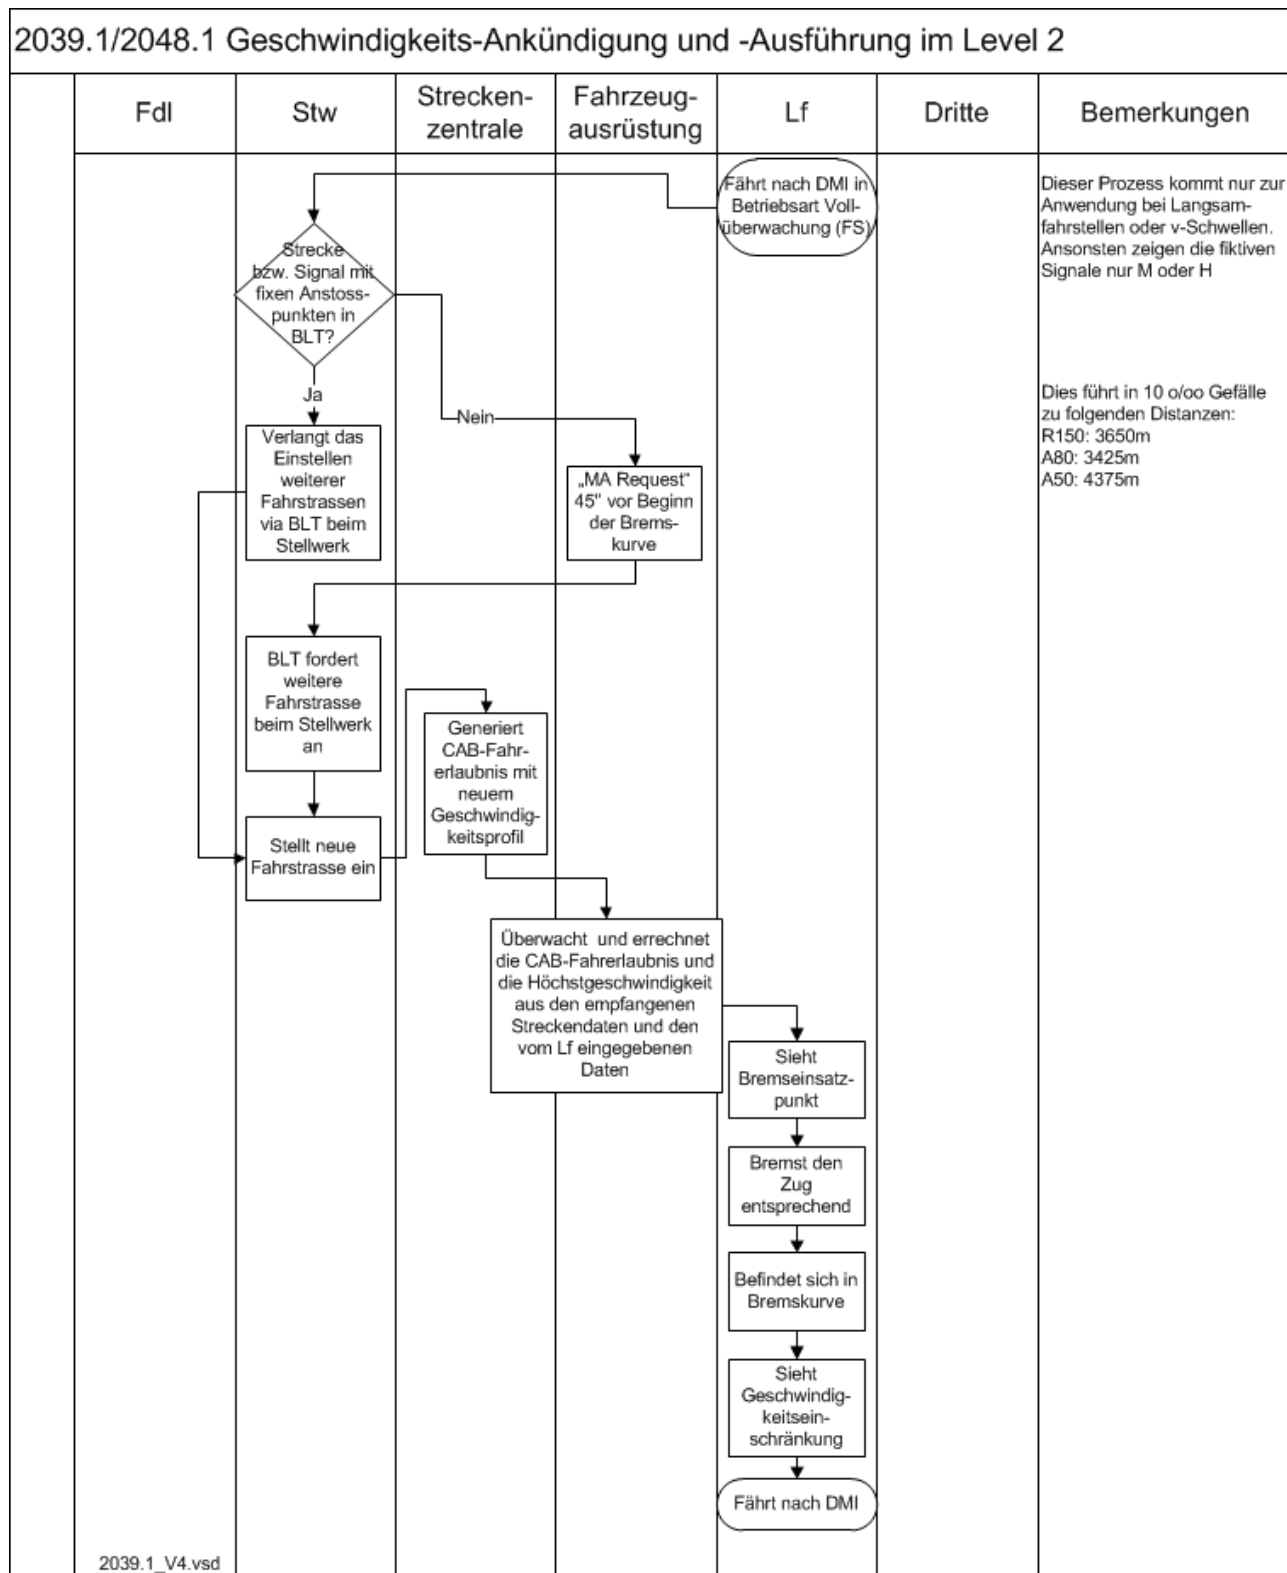 2039.1/2048.1 Geschwindigkeits-Ankündigung und -Ausführung im Level 2
Fdl
Stw
Strecken-
zentrale
Fahrzeug-
ausrüstung
Lf
Dritte
Bemerkungen
Fährt nach DMI in
Betriebsart Voll-
überwachung (FS)
Dieser Prozess kommt nur zur
Anwendung bei Langsam-
fahrstellen oder v-Schwellen.
Ansonsten zeigen die fiktiven
Signale nur M oder H
Strecke
bzw. Signal mit
fixen Anstoss-
punkten in
BLT?
Ja
Nein
Dies führt in 10 o/oo Gefälle
zu folgenden Distanzen:
R150: 3650m
A80: 3425m
A50: 4375m
Verlangt das
Einstellen
weiterer
Fahrstrassen
via BLT beim
Stellwerk
„MA Request“
45" vor Beginn
der Brems-
kurve
BLT fordert
weitere
Fahrstrasse
beim Stellwerk
an
Generiert
CAB-Fahr-
erlaubnis mit
neuem
Geschwindig-
keitsprofil
Stellt neue
Fahrstrasse ein
Überwacht  und errechnet
die CAB-Fahrerlaubnis und
die Höchstgeschwindigkeit
aus den empfangenen
Streckendaten und den
vom Lf eingegebenen
Daten
Sieht
Bremseinsatz-
punkt
Bremst den
Zug
entsprechend
Befindet sich in
Bremskurve
Sieht
Geschwindig-
keitsein-
schränkung
Fährt nach DMI
2039.1_V4.vsd